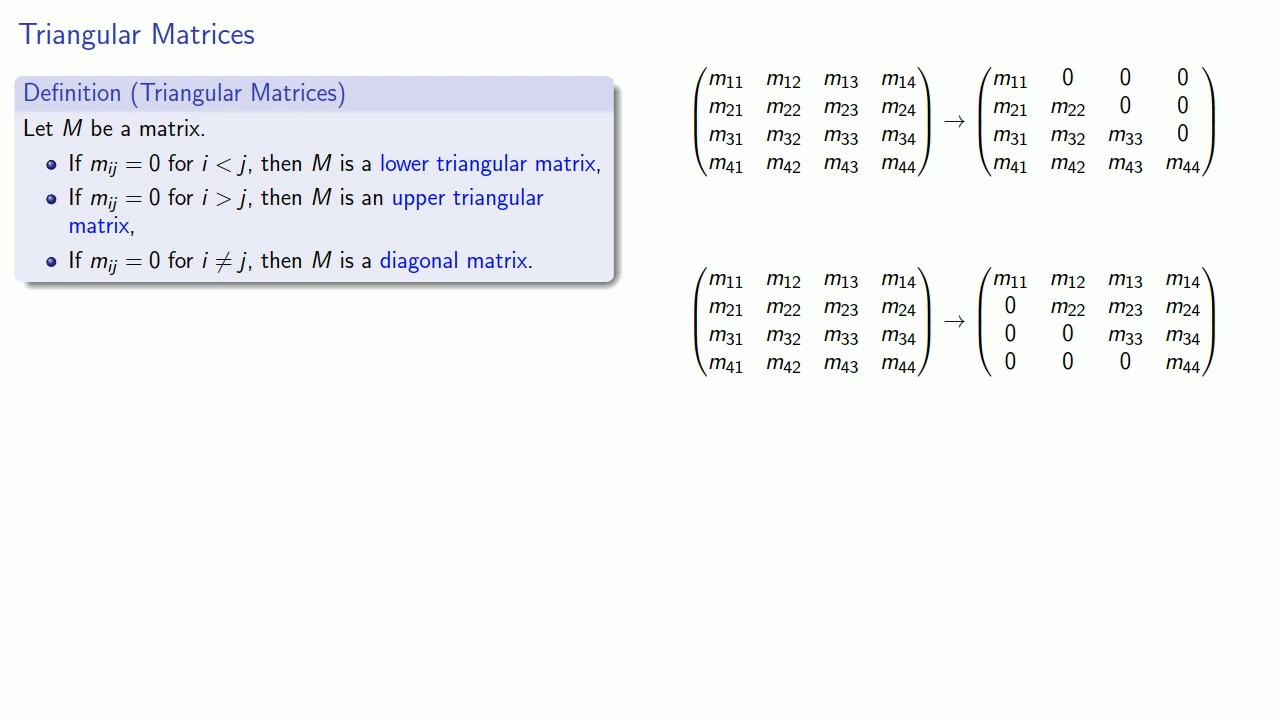 Triangular Matrices
Definition (Triangular Matrices)
Let M be a matrix.
If mᵢⱼ = 0 for i < j, then M is a lower triangular matrix,
If mᵢⱼ = 0 for i > j, then M is an upper triangular
matrix,
If mᵢⱼ = 0 for i ≠ j, then M is a diagonal matrix.
m₁₁ m₁₂ m₁₃ m₁₄ m₁₁ 0 0 0
m₂₁ m₂₂ m₂₃ m₂₄ → m₂₁ m₂₂ 0 0
m₃₁ m₃₂ m₃₃ m₃₄ m₃₁ m₃₂ m₃₃ 0
m₄₁ m₄₂ m₄₃ m₄₄ m₄₁ m₄₂ m₄₃ m₄₄
m₁₁ m₁₂ m₁₃ m₁₄ m₁₁ m₁₂ m₁₃ m₁₄
m₂₁ m₂₂ m₂₃ m₂₄ → 0 m₂₂ m₂₃ m₂₄
m₃₁ m₃₂ m₃₃ m₃₄ 0 0 m₃₃ m₃₄
m₄₁ m₄₂ m₄₃ m₄₄ 0 0 0 m₄₄